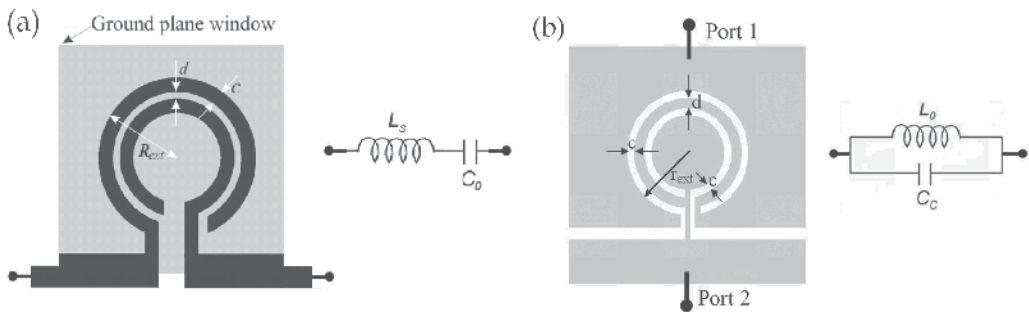 (a)
Ground plane window
d
c
R_ext
L_s
C_0
(b)
Port 1
d
c
r_ext
c
Port 2
L_0
C_C